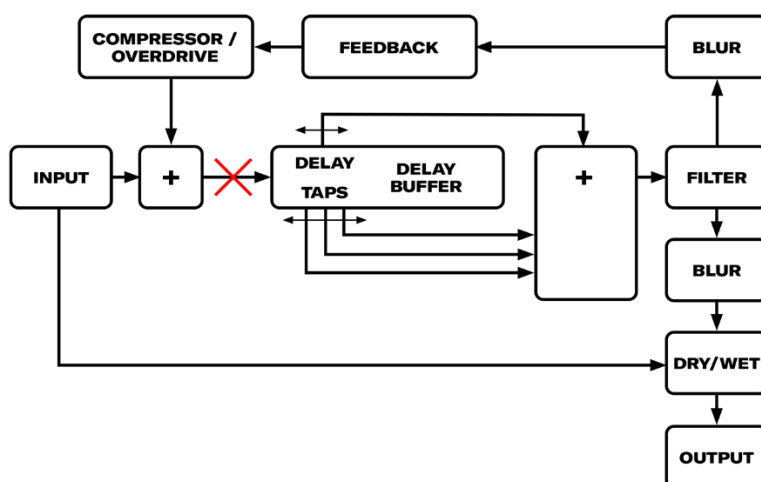 COMPRESSOR /
OVERDRIVE
FEEDBACK
BLUR
INPUT
+
DELAY
TAPS
DELAY
BUFFER
+
FILTER
BLUR
DRY/WET
OUTPUT